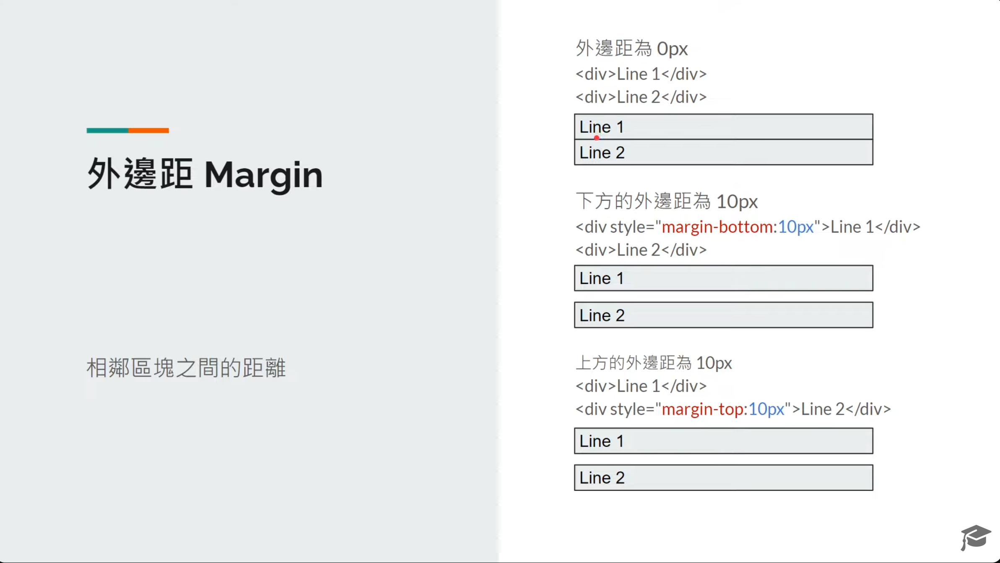 外邊距 Margin
相鄰區塊之間的距離
外邊距為 0px
<div>Line 1</div>
<div>Line 2</div>
Line 1
Line 2
下方的外邊距為 10px
<div style="margin-bottom:10px">Line 1</div>
<div>Line 2</div>
Line 1
Line 2
上方的外邊距為 10px
<div>Line 1</div>
<div style="margin-top:10px">Line 2</div>
Line 1
Line 2